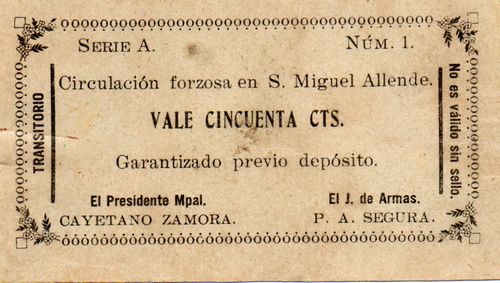 SERIE A. NÚM. 1.
TRANSITORIO
Circulación forzosa en S. Miguel Allende.
VALE CINCUENTA CTS.
Garantizado previo depósito.
No es válido sin sello.
El Presidente Mpal. El J. de Armas.
CAYETANO ZAMORA. P. A. SEGURA.